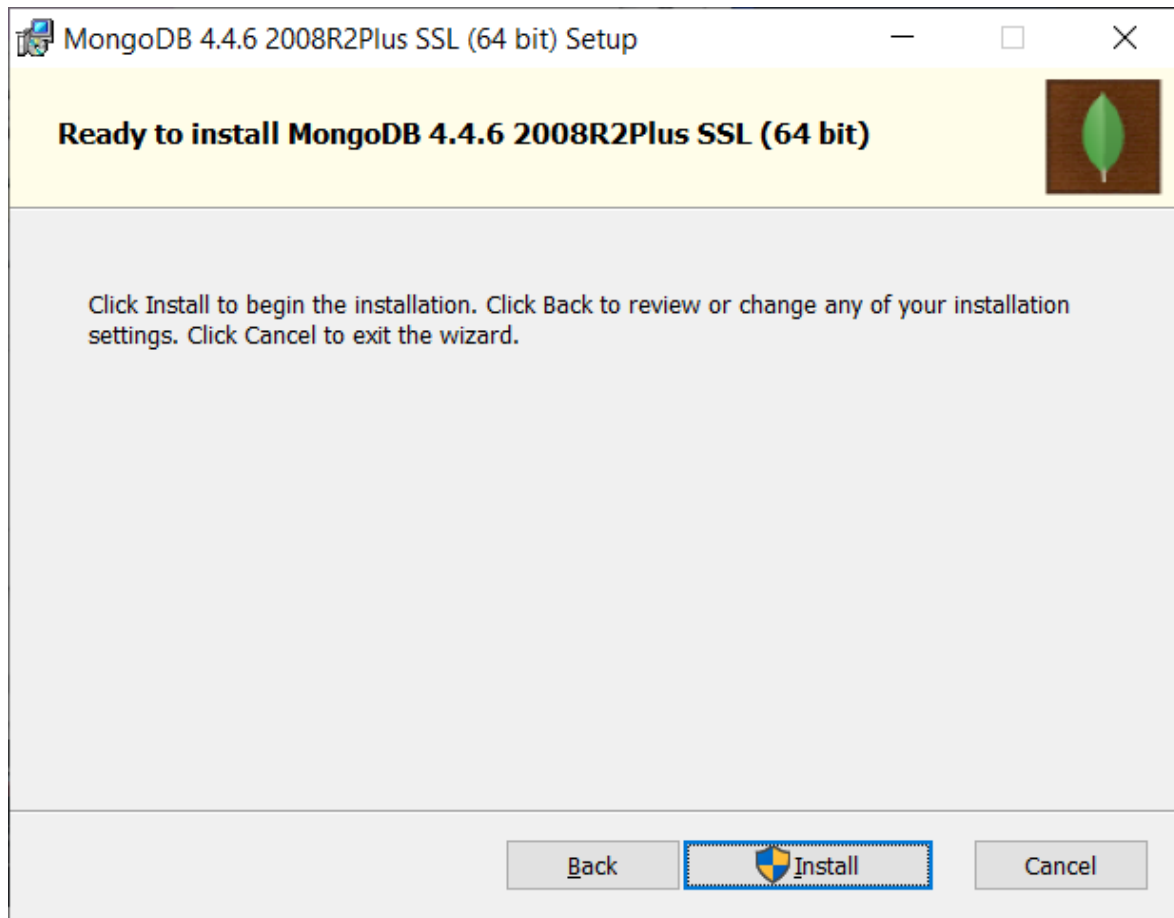 MongoDB 4.4.6 2008R2Plus SSL (64 bit) Setup
Ready to install MongoDB 4.4.6 2008R2Plus SSL (64 bit)
Click Install to begin the installation. Click Back to review or change any of your installation
settings. Click Cancel to exit the wizard.
Back Install Cancel